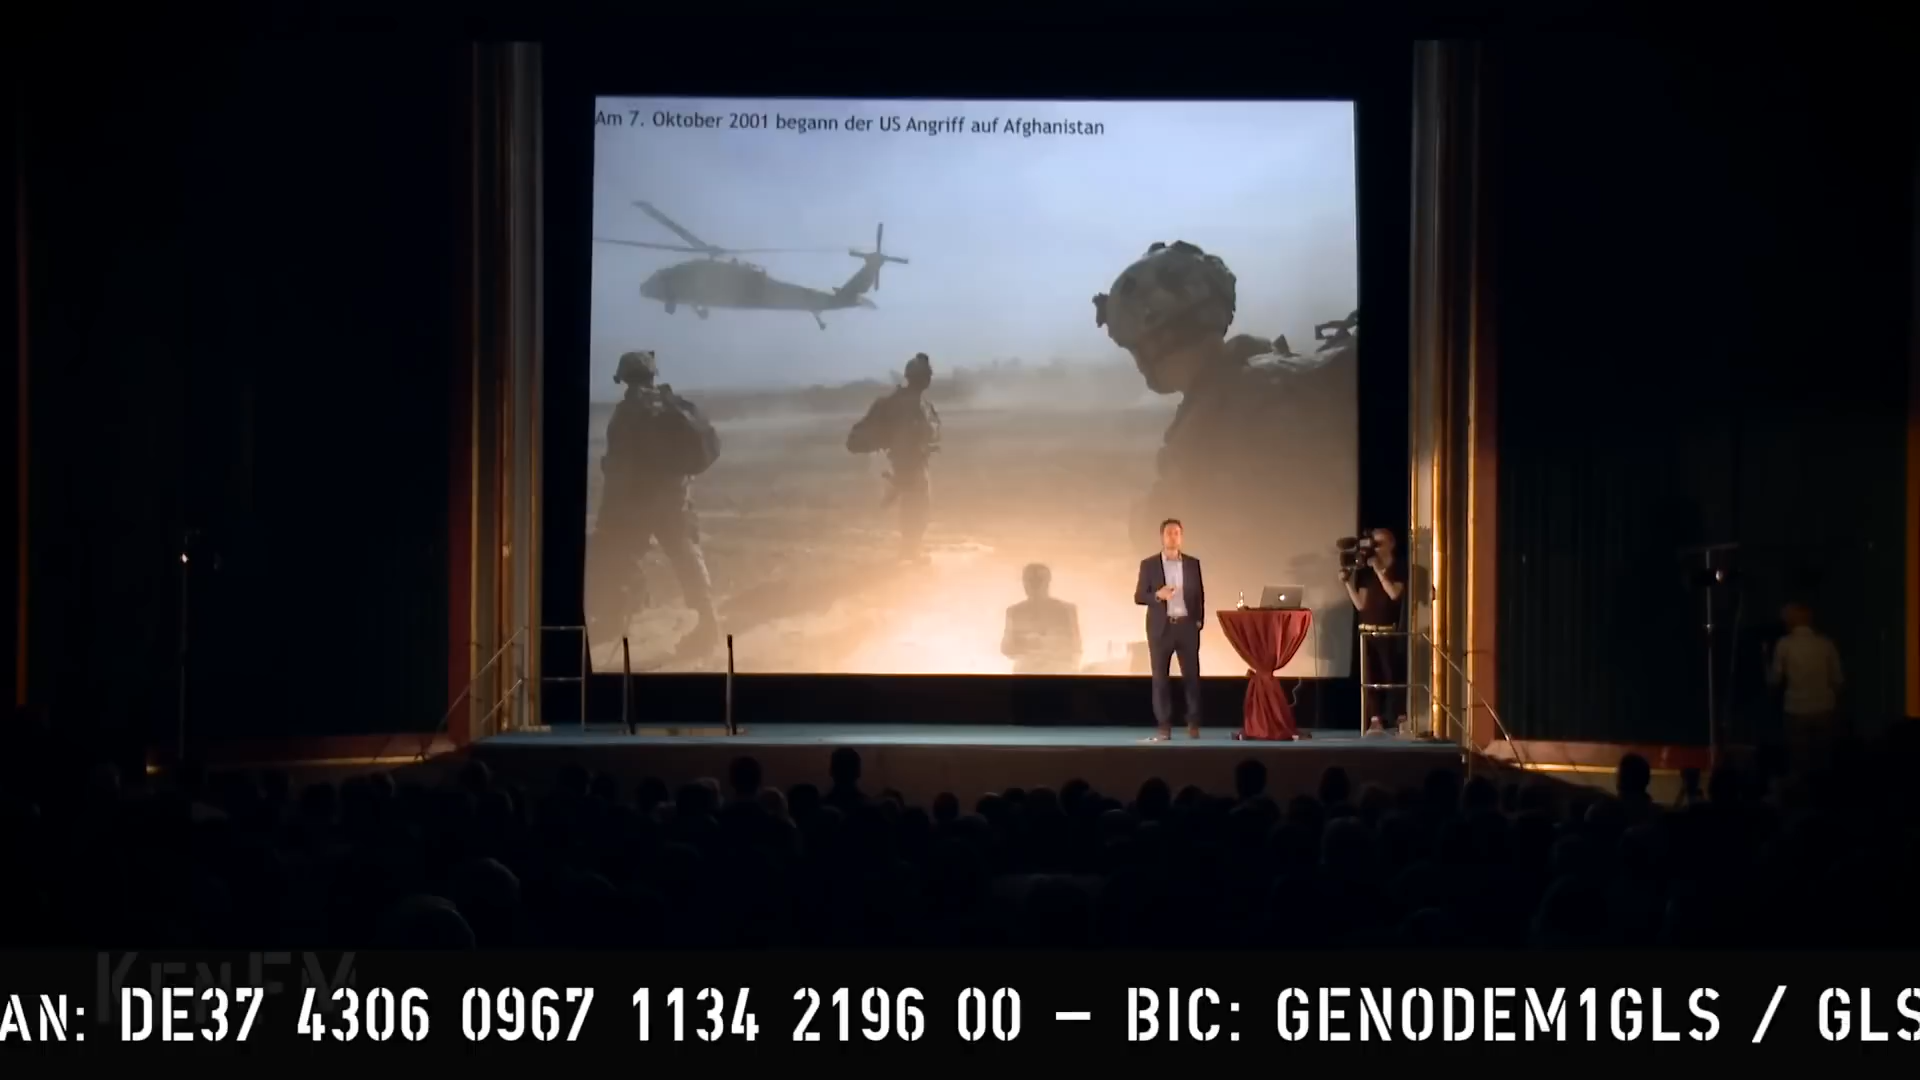 Am 7. Oktober 2001 begann der US Angriff auf Afghanistan
KenFM
AN: DE37 4306 0967 1134 2196 00 – BIC: GENODEM1GLS / GLS